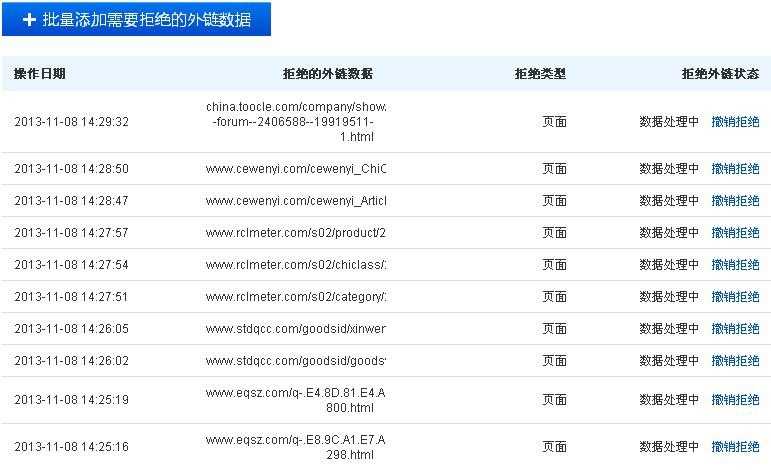 + 批量添加需要拒绝的外链数据
操作日期 拒绝的外链数据 拒绝类型 拒绝外链状态
china.toocle.com/company/show
2013-11-08 14:29:32 -forum--2406588--19919511- 页面 数据处理中 撤销拒绝
1.html
2013-11-08 14:28:50 www.cewenyi.com/cewenyi_ChiC 页面 数据处理中 撤销拒绝
2013-11-08 14:28:47 www.cewenyi.com/cewenyi_Articl 页面 数据处理中 撤销拒绝
2013-11-08 14:27:57 www.rclmeter.com/s02/product/2 页面 数据处理中 撤销拒绝
2013-11-08 14:27:54 www.rclmeter.com/s02/chiclass/ 页面 数据处理中 撤销拒绝
2013-11-08 14:27:51 www.rclmeter.com/s02/category/ 页面 数据处理中 撤销拒绝
2013-11-08 14:26:05 www.stdqcc.com/goodsid/xinwer 页面 数据处理中 撤销拒绝
2013-11-08 14:26:02 www.stdqcc.com/goodsid/goods 页面 数据处理中 撤销拒绝
www.eqsz.com/q-.E4.8D.81.E4.A
2013-11-08 14:25:19 800.html 页面 数据处理中 撤销拒绝
www.eqsz.com/q-.E8.9C.A1.E7.A
2013-11-08 14:25:16 298.html 页面 数据处理中 撤销拒绝